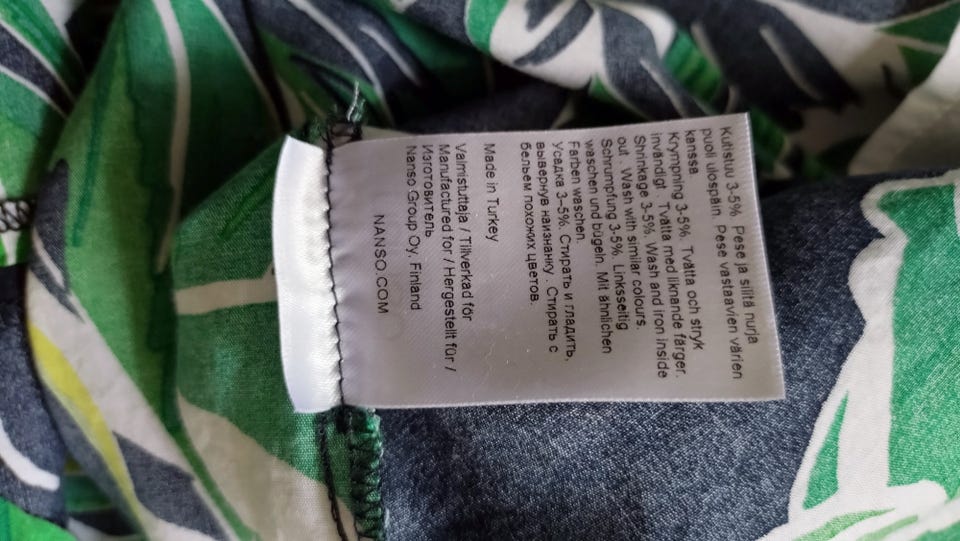 Kutistuu 3-5%. Pese ja silitä nurja
puoli ulospäin. Pese vastaavien värien
kanssa
Krympning 3-5%. Tvätta och stryk
invändigt. Tvätta med liknande färger.
Shrinkage 3-5%. Wash and iron inside
out . Wash with similar colours.
Schrumpfung 3-5%. Linksseitig
waschen und bügeln. Mit ähnlichen
Farben waschen.
Усадка 3–5%. Стирать и гладить,
вывернув наизнанку. Стирать с
бельем похожих цветов.
Made in Turkey
Valmistuttaja / Tillverkad för
Manufactured for / Hergestellt für /
Изготовитель
Nanso Group Oy, Finland
NANSO.COM